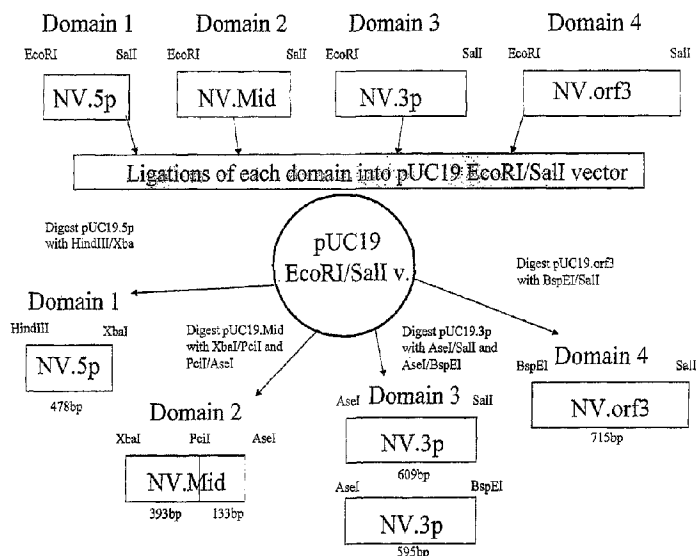 Domain 1
Domain 2
Domain 3
Domain 4
EcoRI SalI
EcoRI SalI
EcoRI SalI
EcoRI SalI
NV.5p
NV.Mid
NV.3p
NV.orf3
Ligations of each domain into pUC19 EcoRI/SalI vector
Digest pUC19.5p
with HindIII/Xba
pUC19
EcoRI/SalI v.
Digest pUC19.orf3
with BspEI/SalI
Domain 1
HindIII XbaI
NV.5p
478bp
Digest pUC19.Mid
with XbaI/PciI and
PciI/AseI
Digest pUC19.3p
with AseI/SalI and
AseI/BspEI
Domain 4
BspEI SalI
NV.orf3
715bp
Domain 2
XbaI PciI AseI
NV.Mid
393bp 133bp
Domain 3
AseI SalI
NV.3p
609bp
AseI BspEI
NV.3p
595bp